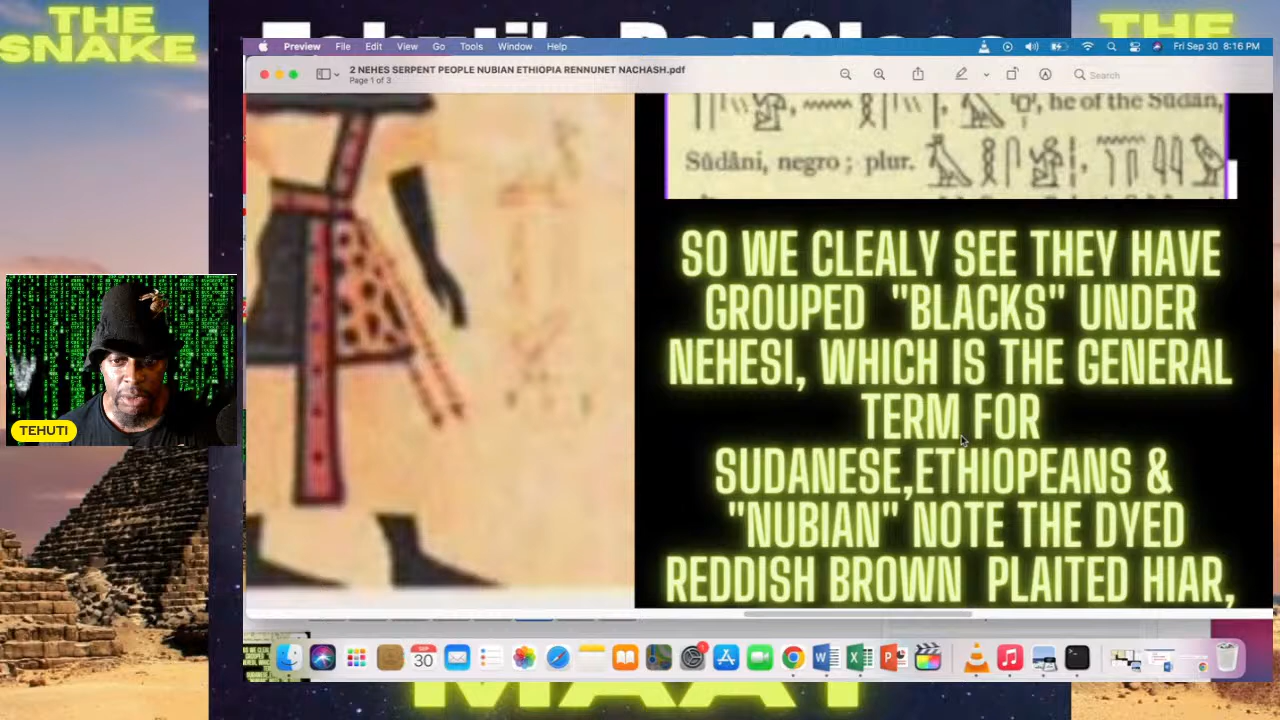 THE
SNAKE
THE
Preview File Edit View Go Tools Window Help
Fri Sep 30 8:16 PM
2 NEHES SERPENT PEOPLE NUBIAN ETHIOPIA RENNUNET NACHASH.pdf
Page 1 of 3
Search
he of the Sûdân,
Sûdâni, negro ; plur.
SO WE CLEALY SEE THEY HAVE
GROUPED "BLACKS" UNDER
NEHESI, WHICH IS THE GENERAL
TERM FOR
SUDANESE,ETHIOPEANS &
"NUBIAN" NOTE THE DYED
REDDISH BROWN PLAITED HIAR,
TEHUTI
SEP
30
MAAT